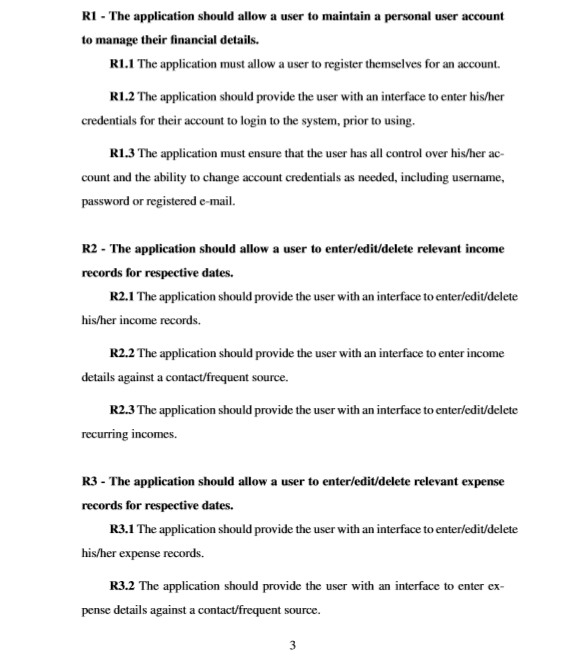 R1 - The application should allow a user to maintain a personal user account
to manage their financial details.
R1.1 The application must allow a user to register themselves for an account.
R1.2 The application should provide the user with an interface to enter his/her
credentials for their account to login to the system, prior to using.
R1.3 The application must ensure that the user has all control over his/her ac-
count and the ability to change account credentials as needed, including username,
password or registered e-mail.
R2 - The application should allow a user to enter/edit/delete relevant income
records for respective dates.
R2.1 The application should provide the user with an interface to enter/edit/delete
his/her income records.
R2.2 The application should provide the user with an interface to enter income
details against a contact/frequent source.
R2.3 The application should provide the user with an interface to enter/edit/delete
recurring incomes.
R3 - The application should allow a user to enter/edit/delete relevant expense
records for respective dates.
R3.1 The application should provide the user with an interface to enter/edit/delete
his/her expense records.
R3.2 The application should provide the user with an interface to enter ex-
pense details against a contact/frequent source.
3